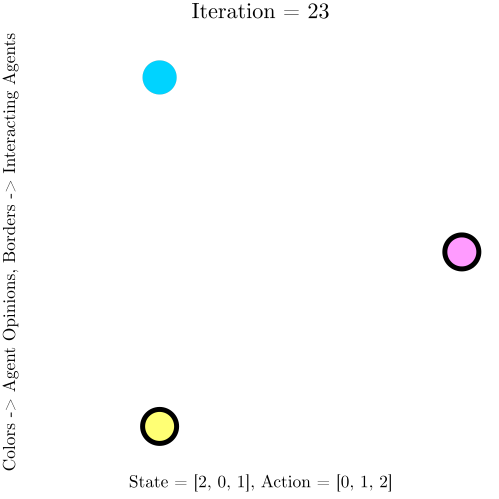 Iteration = 23
Colors -> Agent Opinions, Borders -> Interacting Agents
State = [2, 0, 1], Action = [0, 1, 2]